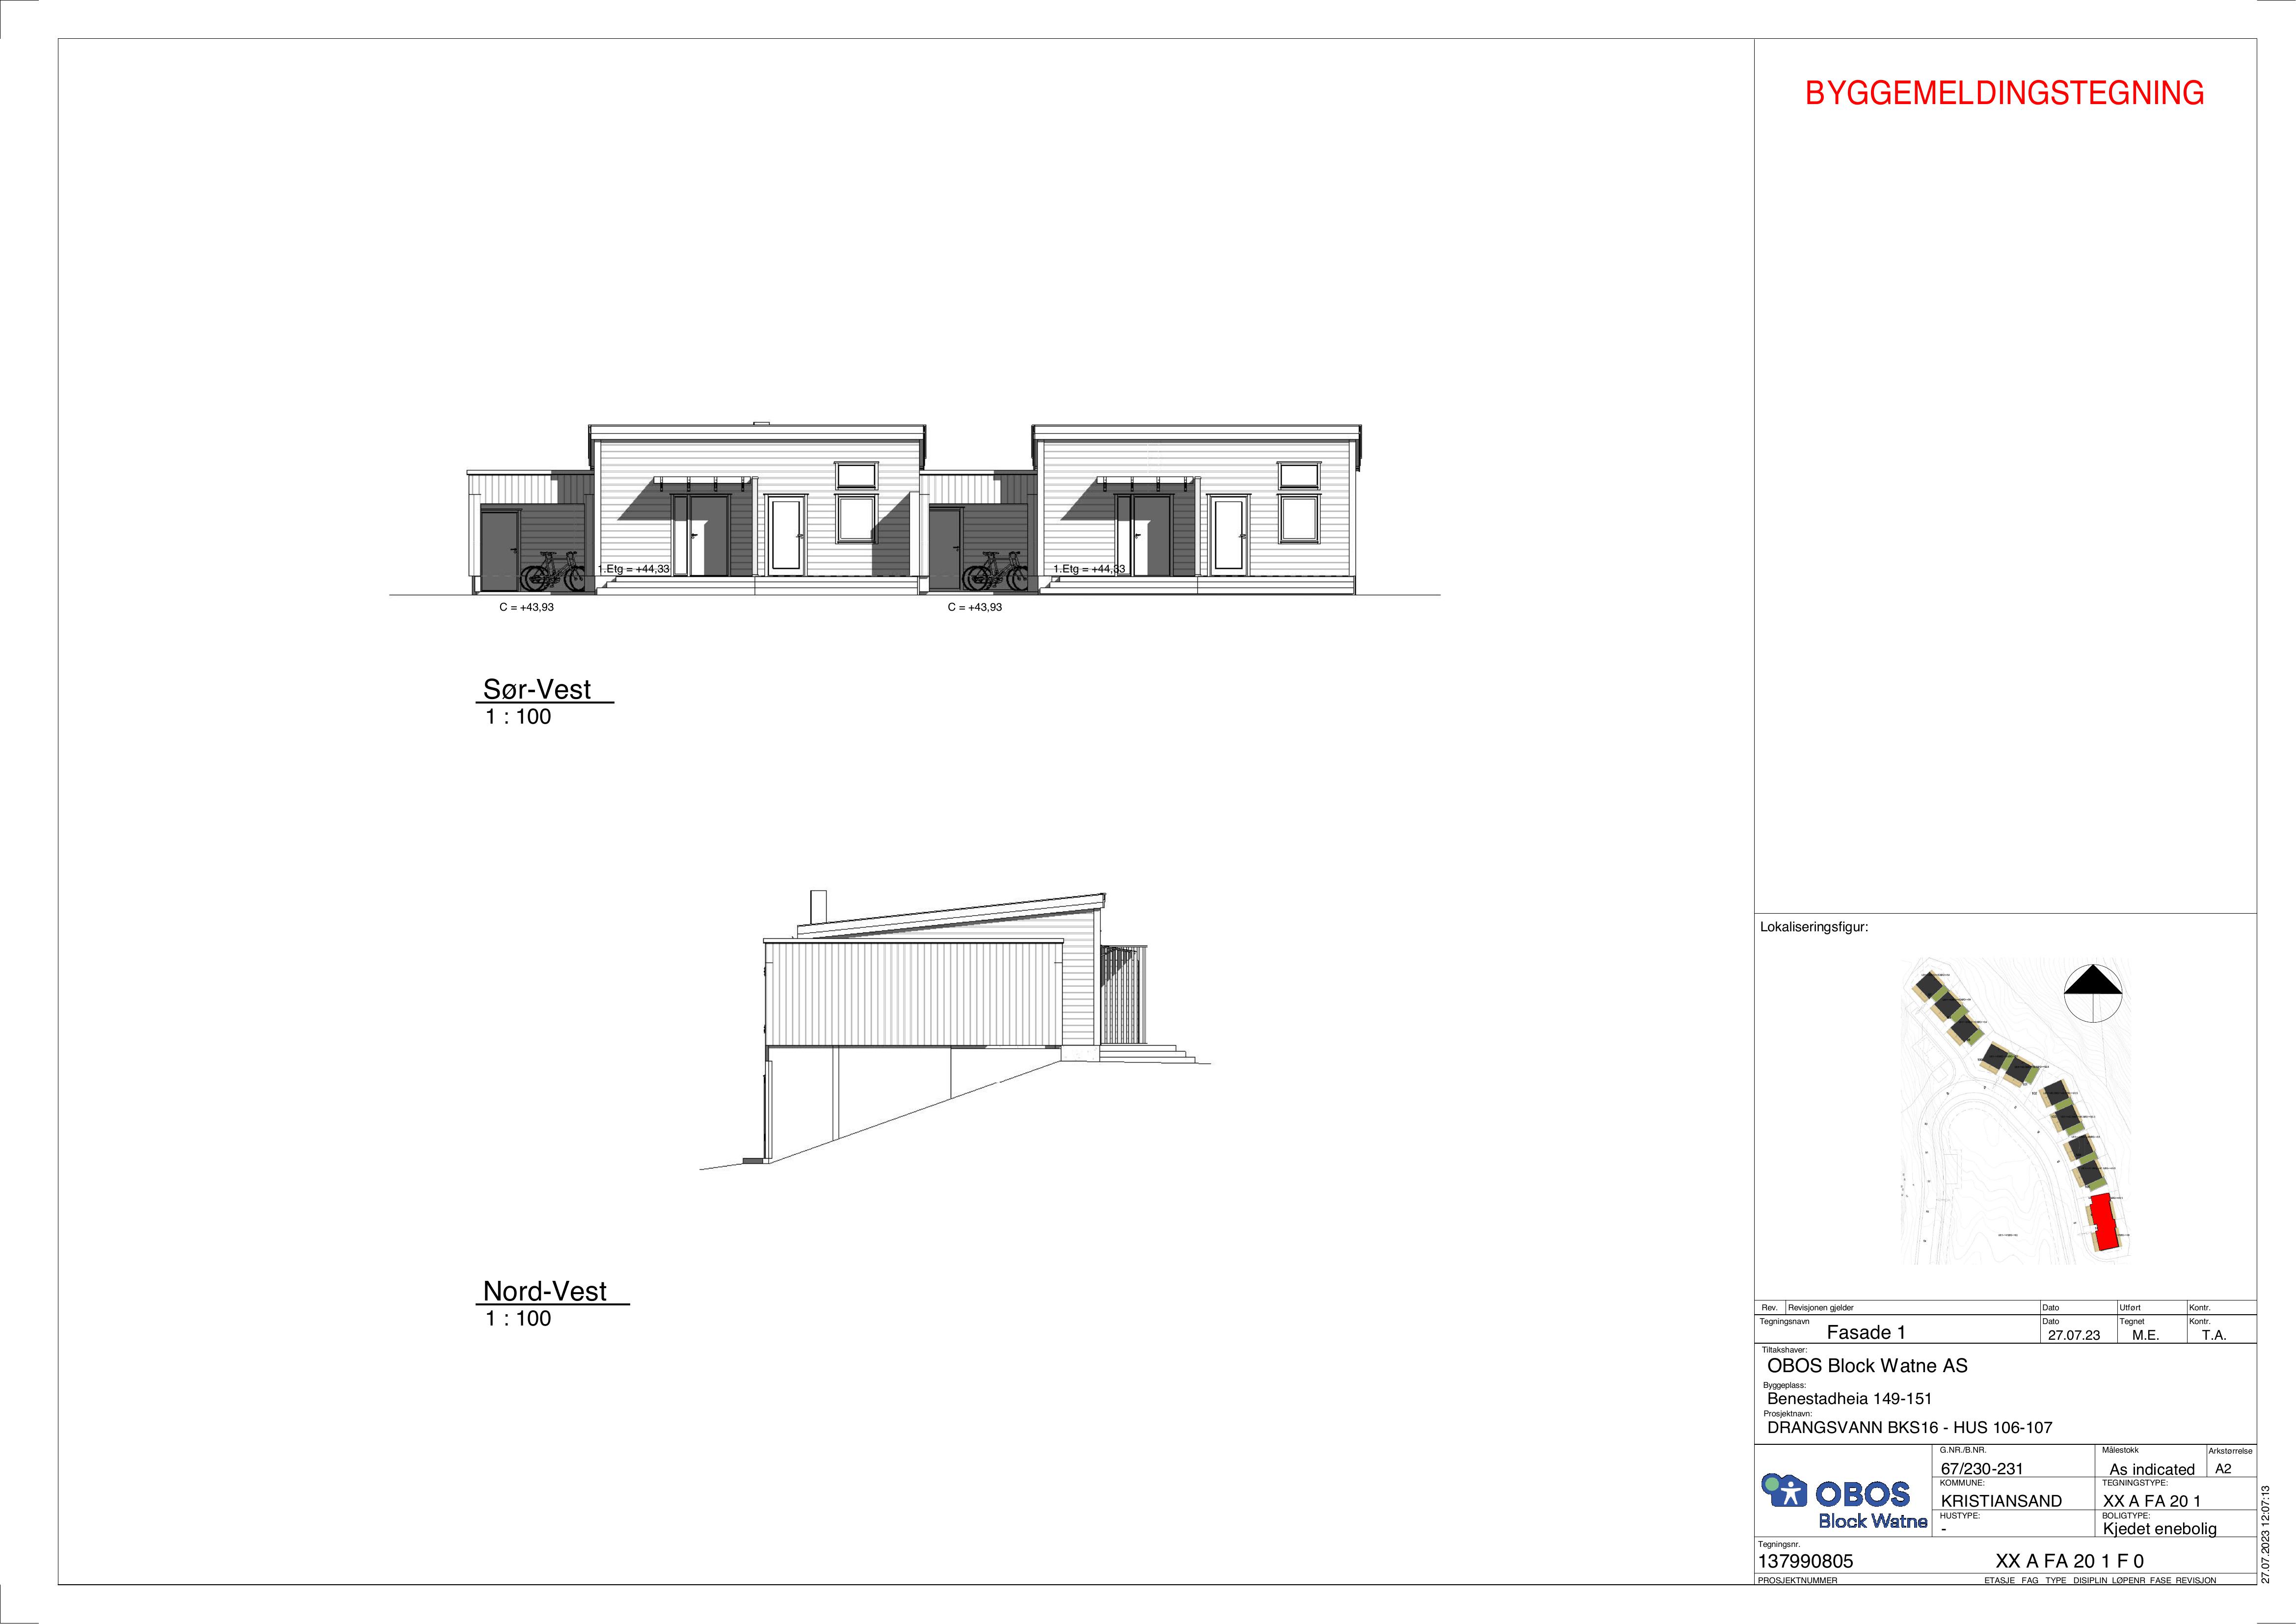 BYGGEMELDINGSTEGNING
1.Etg = +44,33
1.Etg = +44,33
C = +43,93
C = +43,93
Sør-Vest
1 : 100
Nord-Vest
1 : 100
Lokaliseringsfigur:
Rev. Revisjonen gjelder Dato Utført Kontr.
Tegningsnavn Dato Tegnet Kontr.
Fasade 1 27.07.23 M.E. T.A.
Tiltakshaver:
OBOS Block Watne AS
Byggeplass:
Benestadheia 149-151
Prosjektnavn:
DRANGSVANN BKS16 - HUS 106-107
G.NR./B.NR. Målestokk Arkstørrelse
67/230-231 As indicated A2
KOMMUNE: TEGNINGSTYPE:
KRISTIANSAND XX A FA 20 1
HUSTYPE: BOLIGTYPE:
- Kjedet enebolig
OBOS
Block Watne
Tegningsnr.
137990805 XX A FA 20 1 F 0
PROSJEKTNUMMER ETASJE FAG TYPE DISIPLIN LØPENR FASE REVISJON
27.07.2023 12:07:13